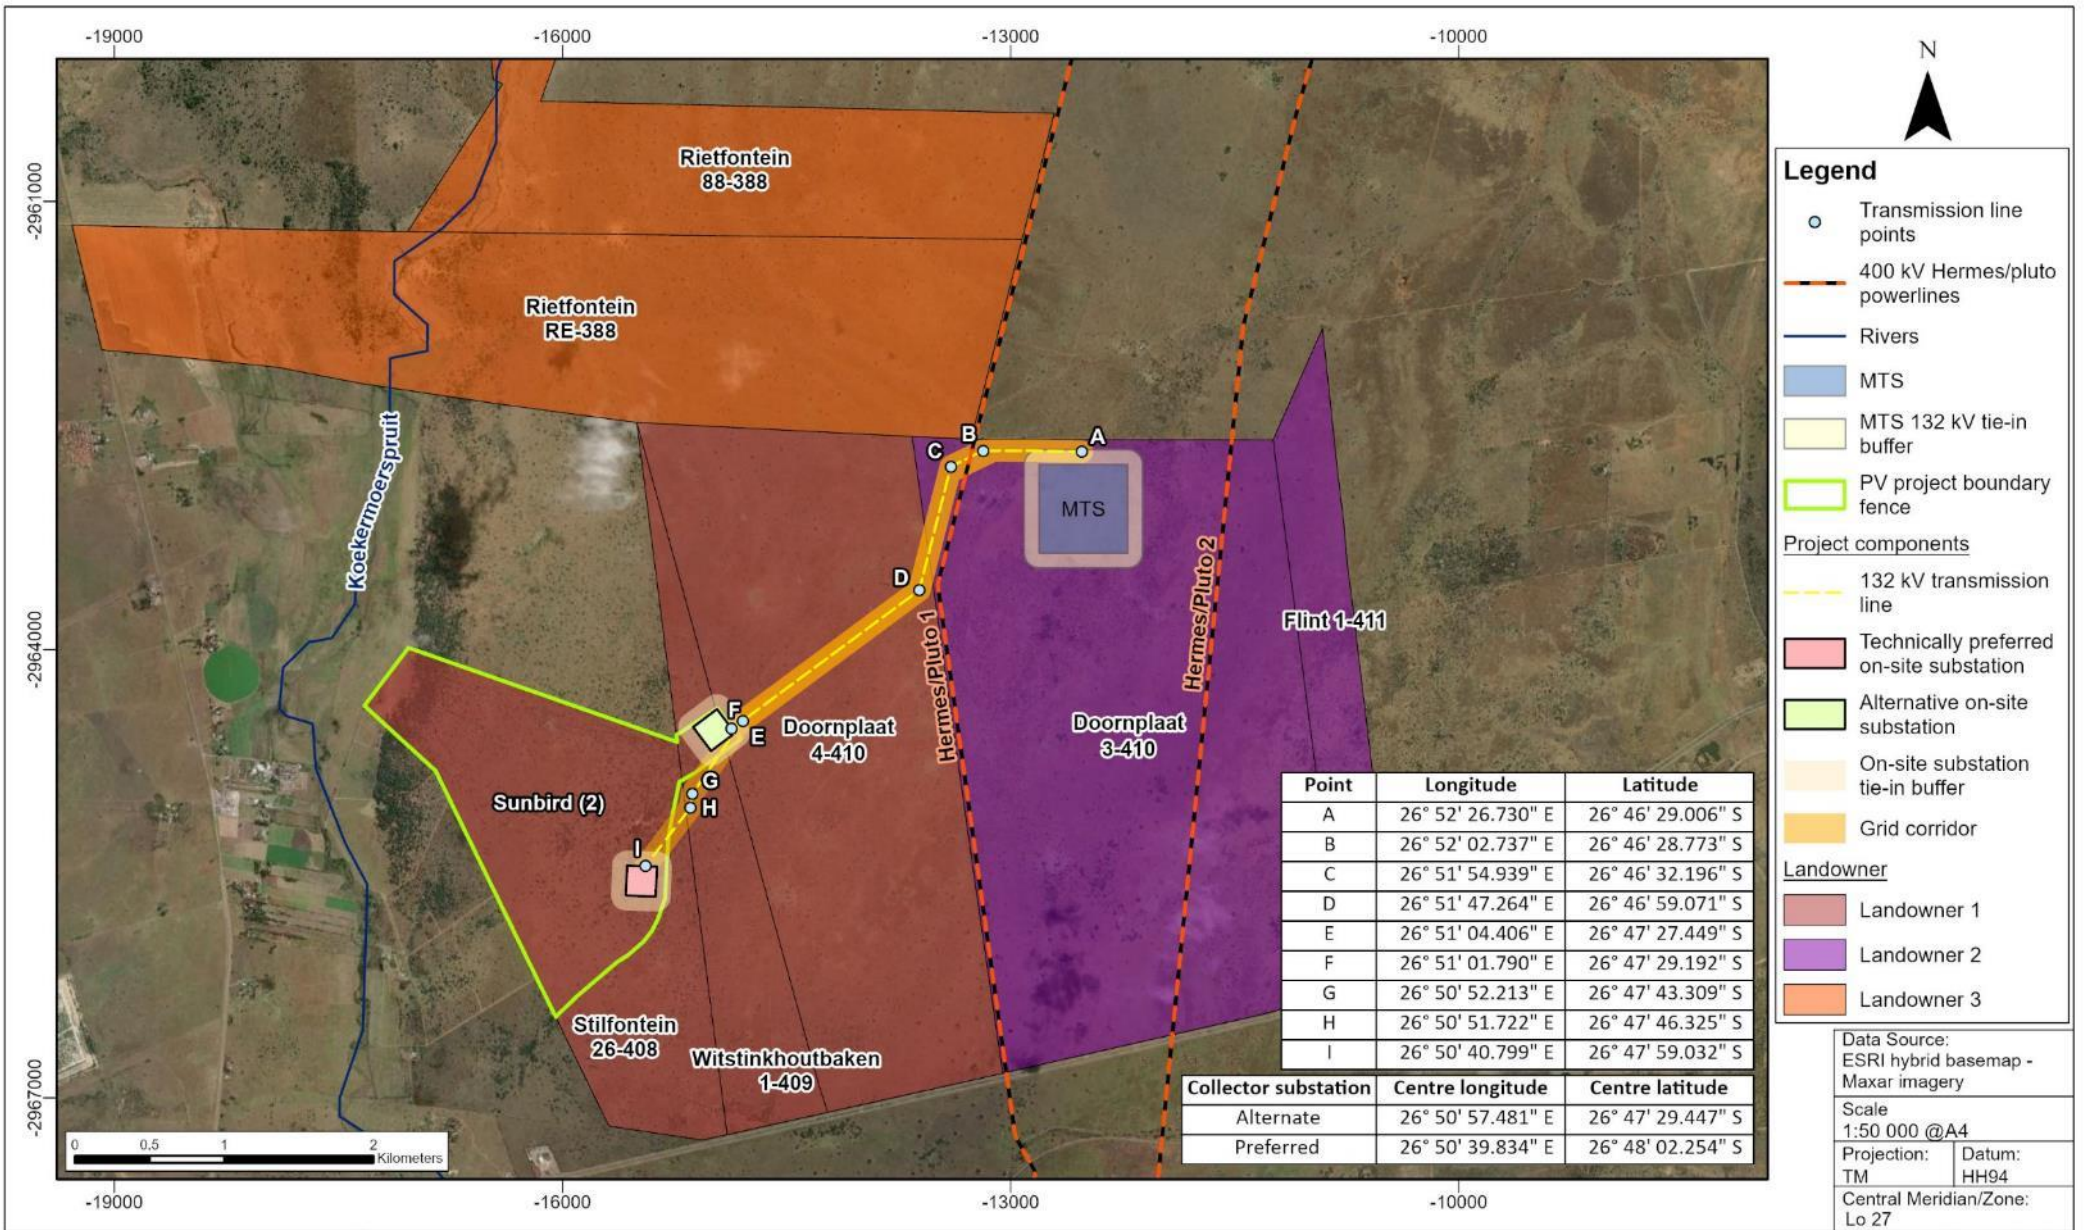 -19000 -16000 -13000 -10000
N
-2961000
-2964000
-2967000
Rietfontein
88-388
Rietfontein
RE-388
Koekermoerspruit
B
A
C
MTS
D
Hermes/Pluto 1
Hermes/Pluto 2
Flint 1-411
F
E
Doornplaat
4-410
Doornplaat
3-410
G
H
Sunbird (2)
I
Stilfontein
26-408
Witstinkhoutbaken
1-409
Point Longitude Latitude
A 26° 52' 26.730" E 26° 46' 29.006" S
B 26° 52' 02.737" E 26° 46' 28.773" S
C 26° 51' 54.939" E 26° 46' 32.196" S
D 26° 51' 47.264" E 26° 46' 59.071" S
E 26° 51' 04.406" E 26° 47' 27.449" S
F 26° 51' 01.790" E 26° 47' 29.192" S
G 26° 50' 52.213" E 26° 47' 43.309" S
H 26° 50' 51.722" E 26° 47' 46.325" S
I 26° 50' 40.799" E 26° 47' 59.032" S
Collector substation Centre longitude Centre latitude
Alternate 26° 50' 57.481" E 26° 47' 29.447" S
Preferred 26° 50' 39.834" E 26° 48' 02.254" S
0 0.5 1 2
Kilometers
-19000 -16000 -13000 -10000
Legend
Transmission line
points
400 kV Hermes/pluto
powerlines
Rivers
MTS
MTS 132 kV tie-in
buffer
PV project boundary
fence
Project components
132 kV transmission
line
Technically preferred
on-site substation
Alternative on-site
substation
On-site substation
tie-in buffer
Grid corridor
Landowner
Landowner 1
Landowner 2
Landowner 3
Data Source:
ESRI hybrid basemap -
Maxar imagery
Scale
1:50 000 @A4
Projection: Datum:
TM HH94
Central Meridian/Zone:
Lo 27